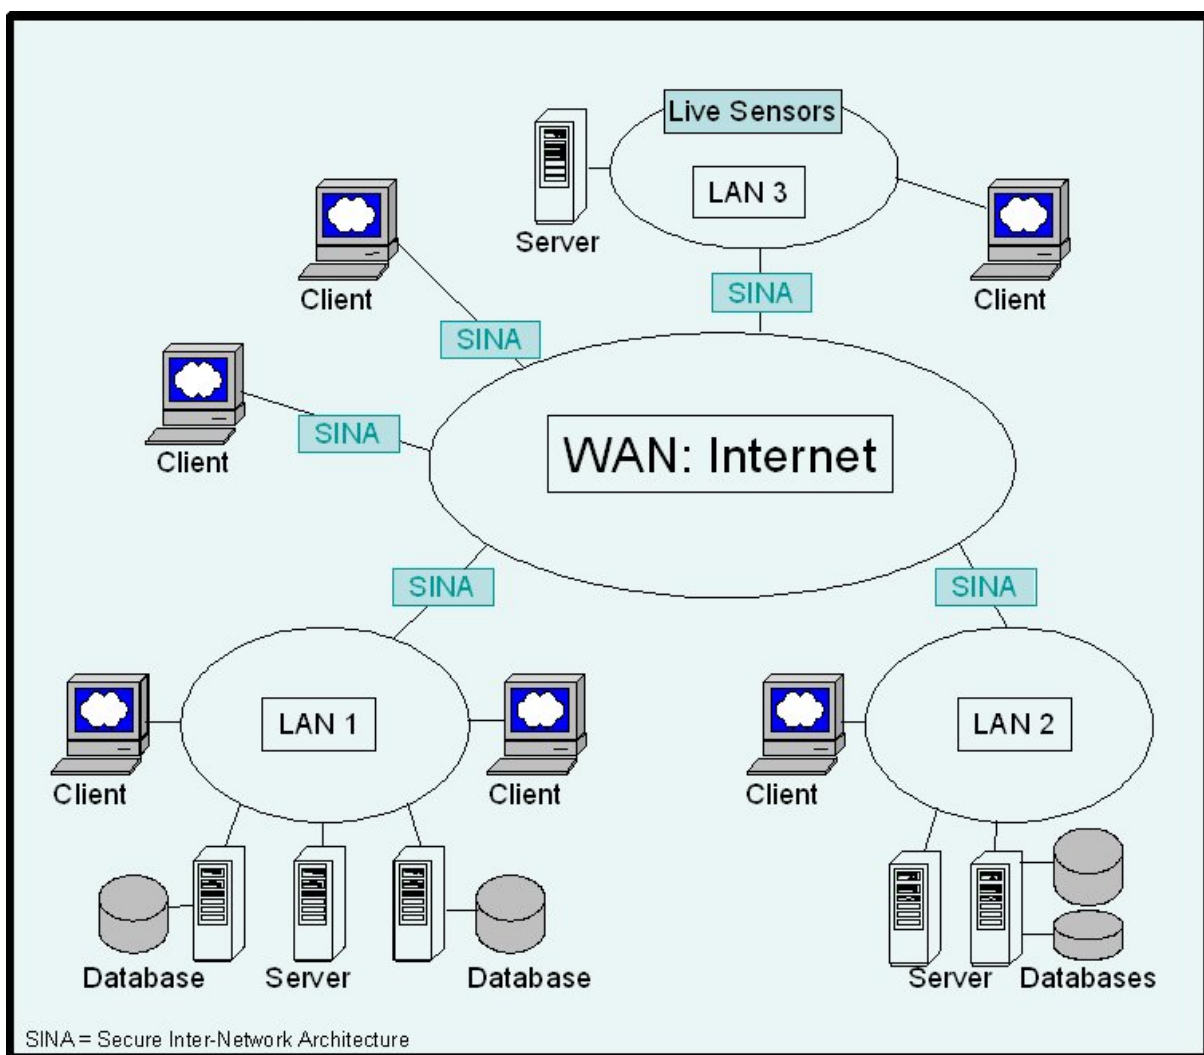 Live Sensors
LAN 3
Server
Client
SINA
Client
SINA
Client
SINA
WAN: Internet
SINA
SINA
LAN 1
Client
Client
LAN 2
Client
Database
Server
Database
Server
Databases
SINA = Secure Inter-Network Architecture